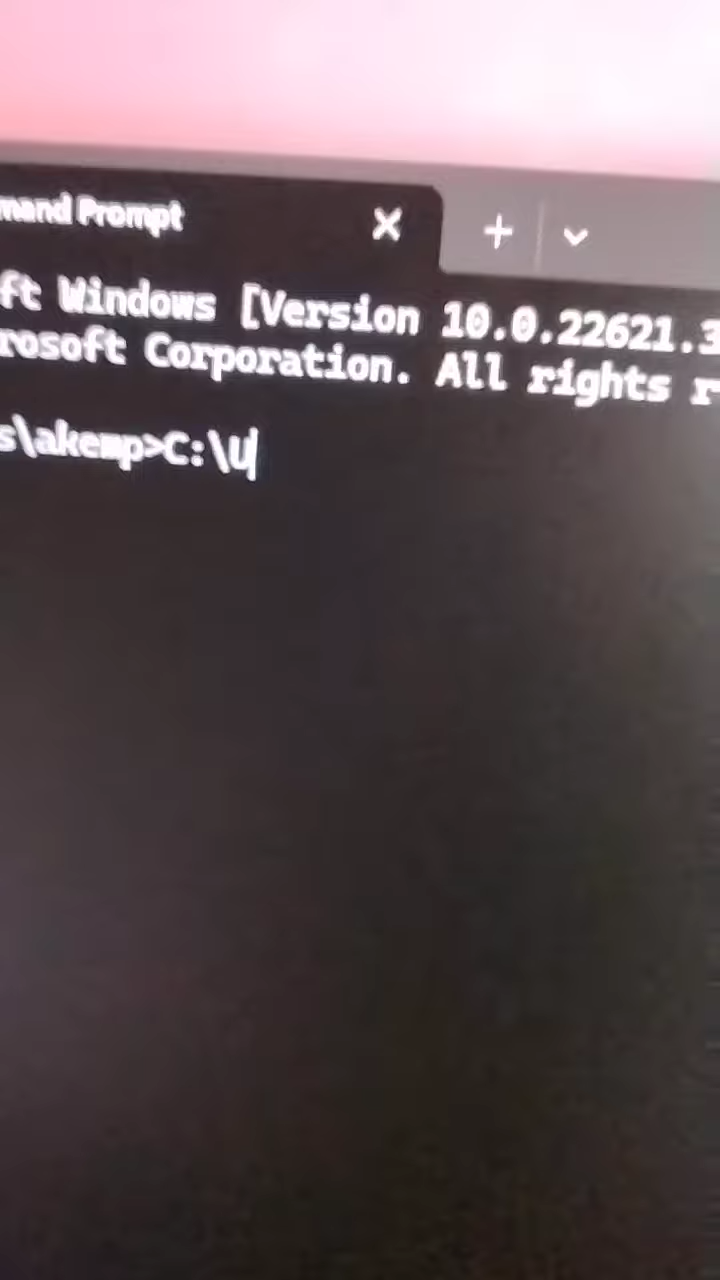 mand Prompt
ft Windows [Version 10.0.22621.3
rosoft Corporation. All rights r
s\akemp>C:\U